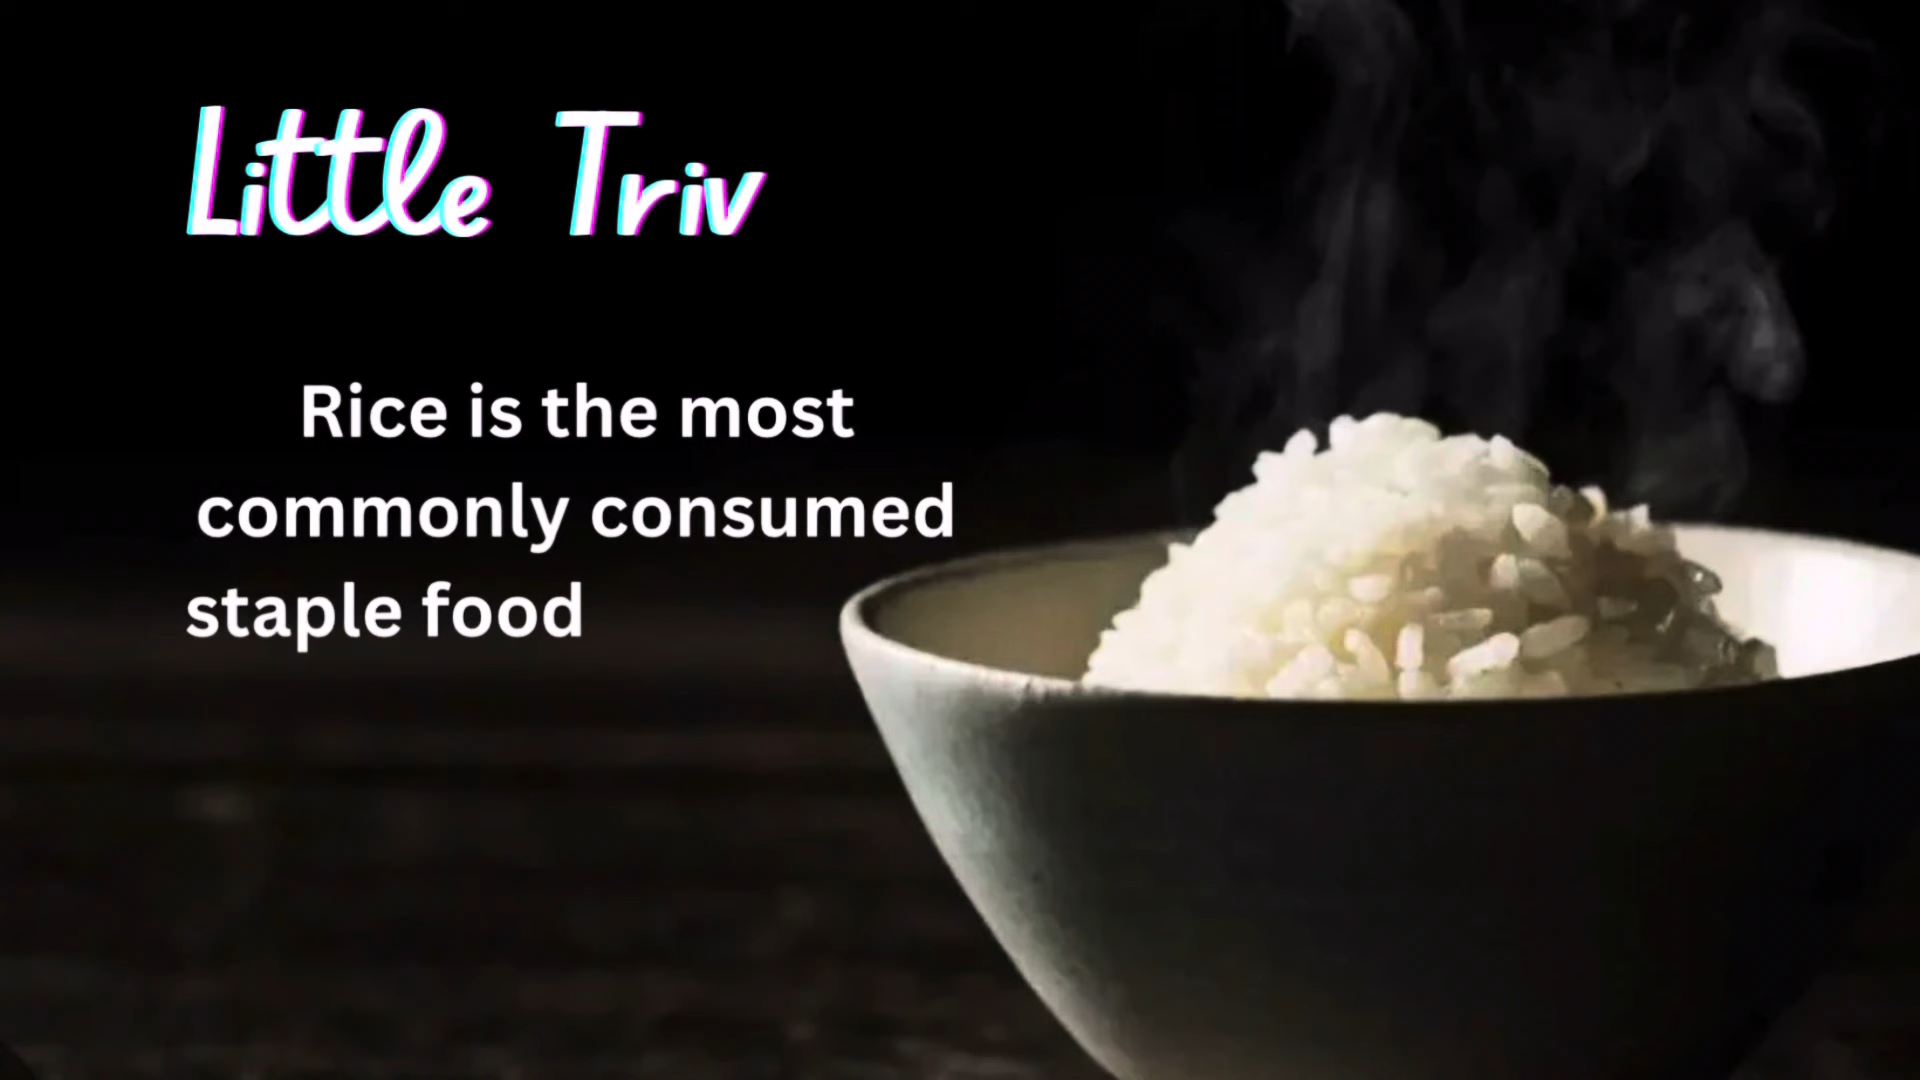 Little Triv
Rice is the most
commonly consumed
staple food